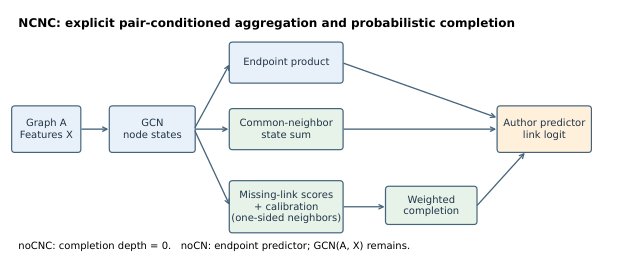 NCNC: explicit pair-conditioned aggregation and probabilistic completion
Endpoint product
Graph A
Features X
GCN
node states
Common-neighbor
state sum
Author predictor
link logit
Missing-link scores
+ calibration
(one-sided neighbors)
Weighted
completion
noCNC: completion depth = 0.   noCN: endpoint predictor; GCN(A, X) remains.